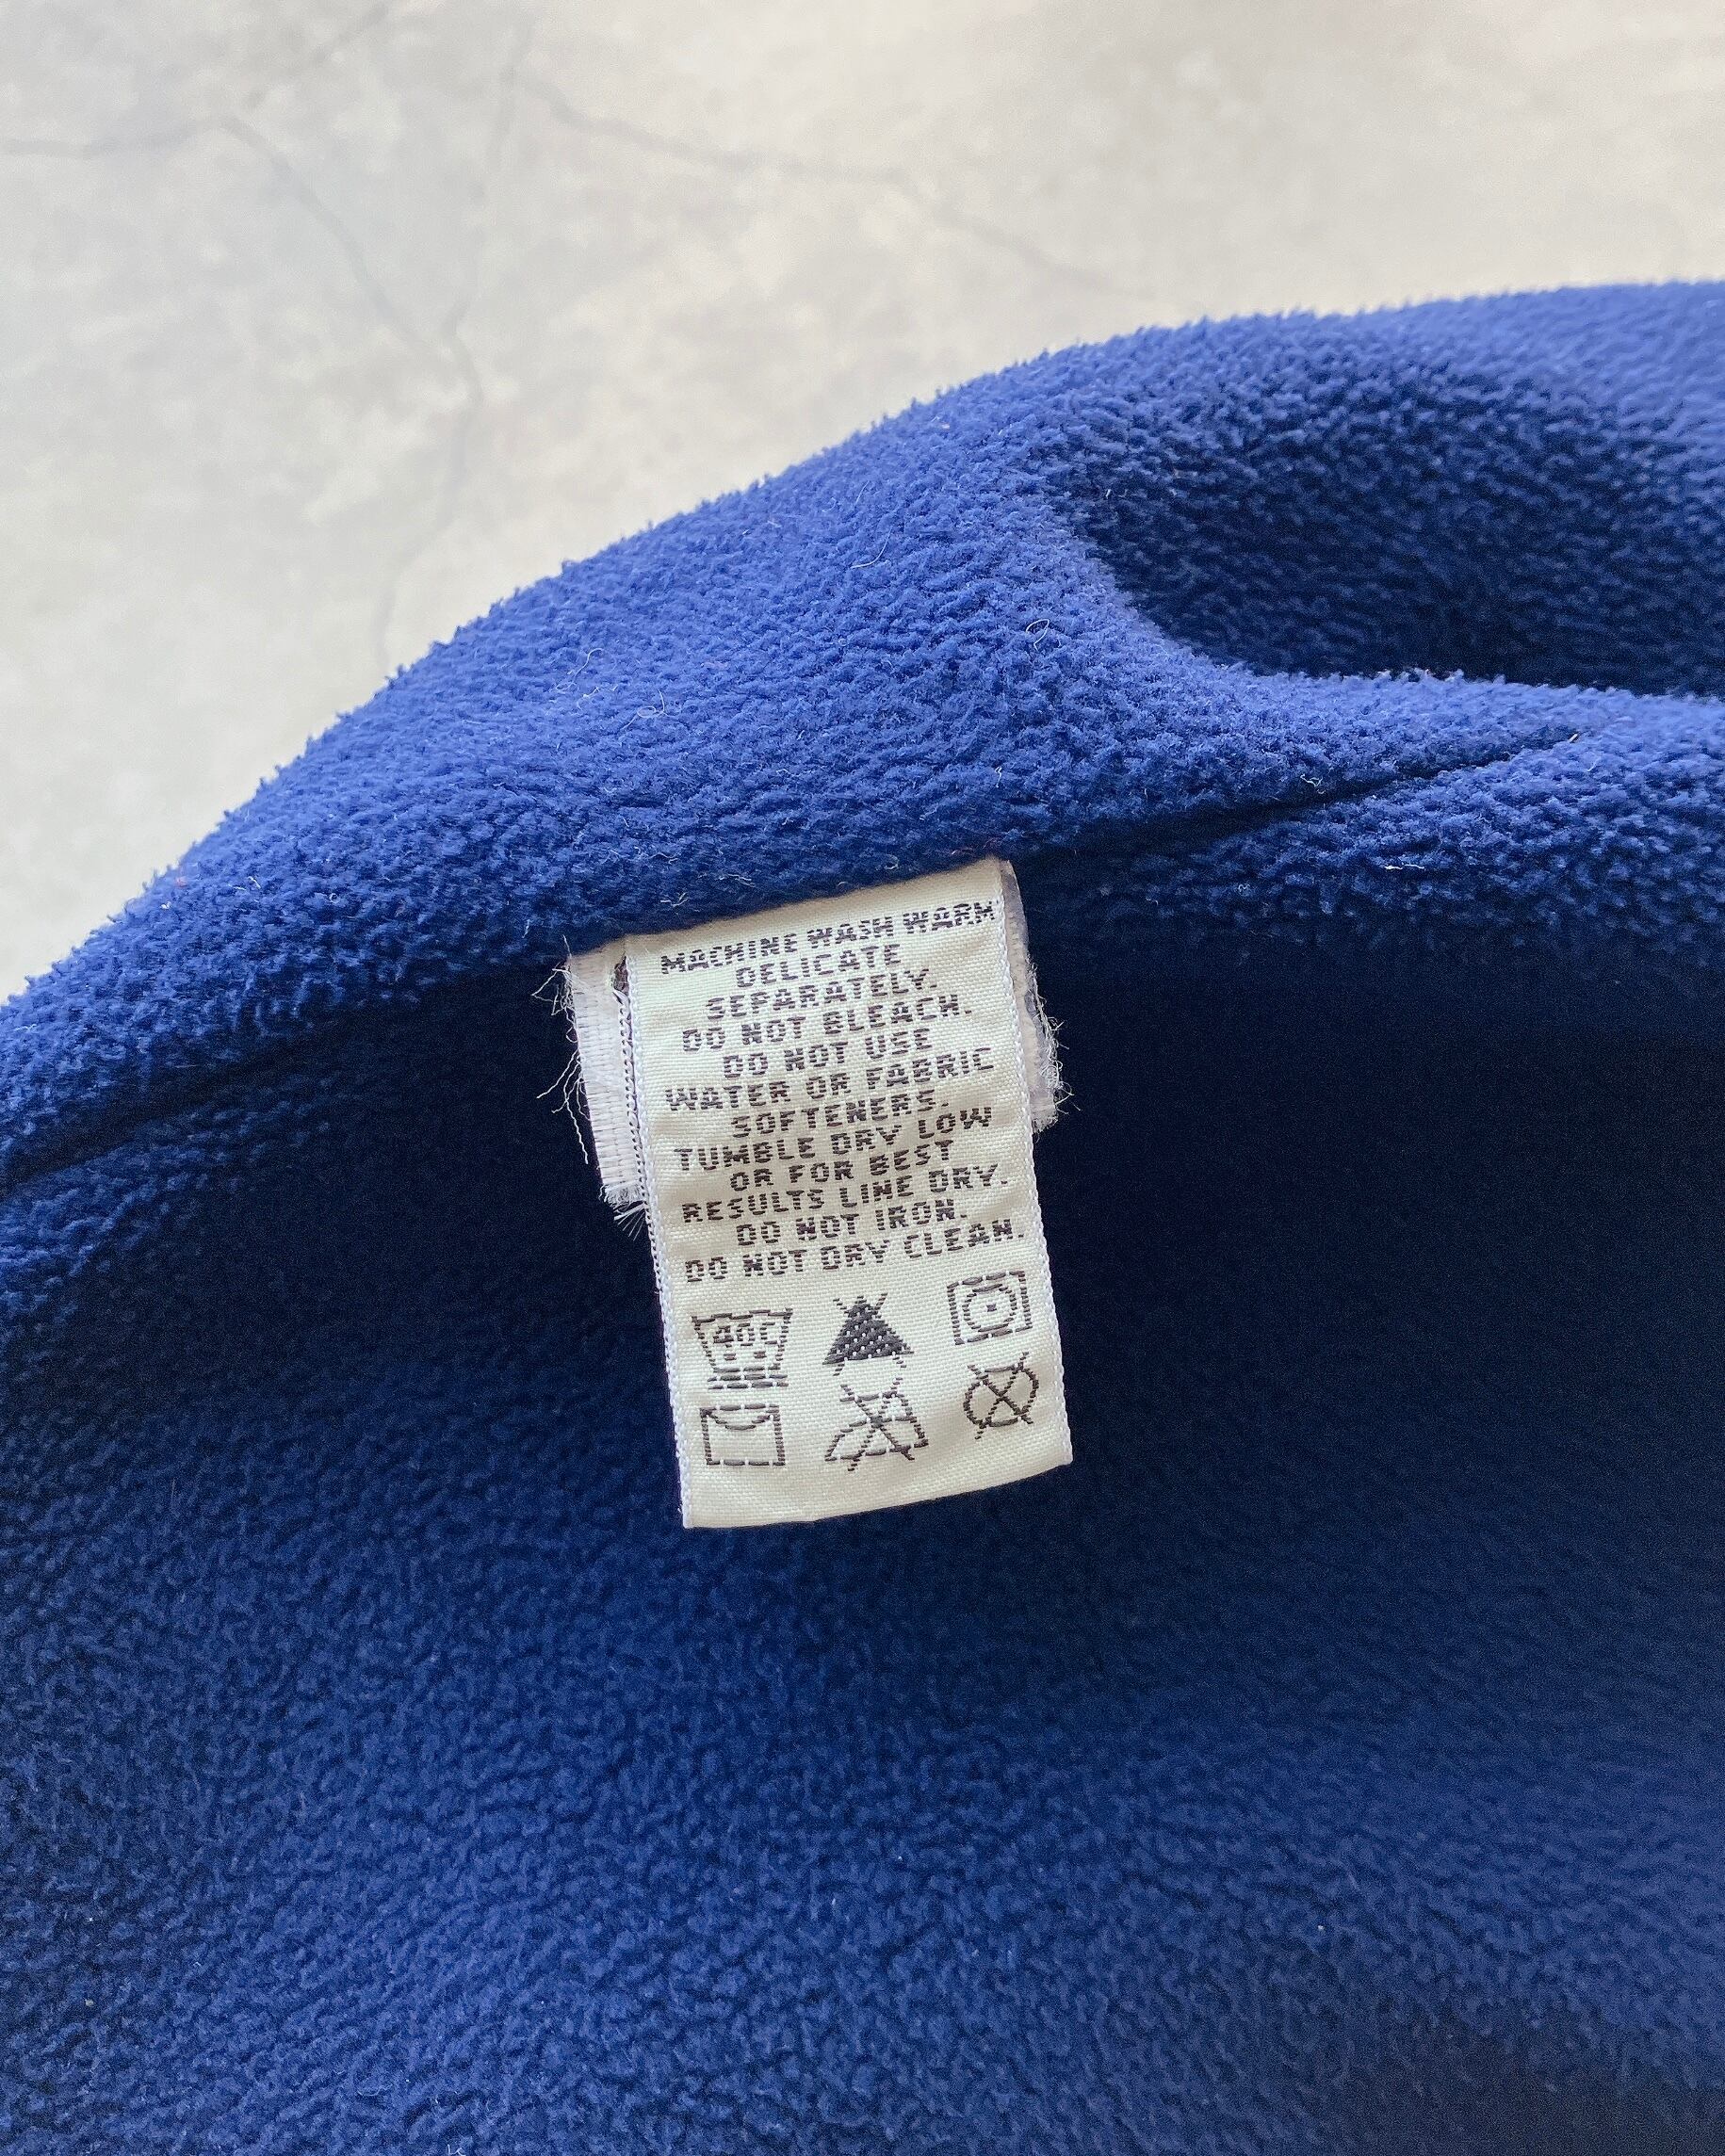 MACHINE WASH WARM
DELICATE
SEPARATELY.
DO NOT BLEACH.
DO NOT USE
WATER OR FABRIC
SOFTENERS.
TUMBLE DRY LOW
OR FOR BEST
RESULTS LINE DRY.
DO NOT IRON.
DO NOT DRY CLEAN.
40C